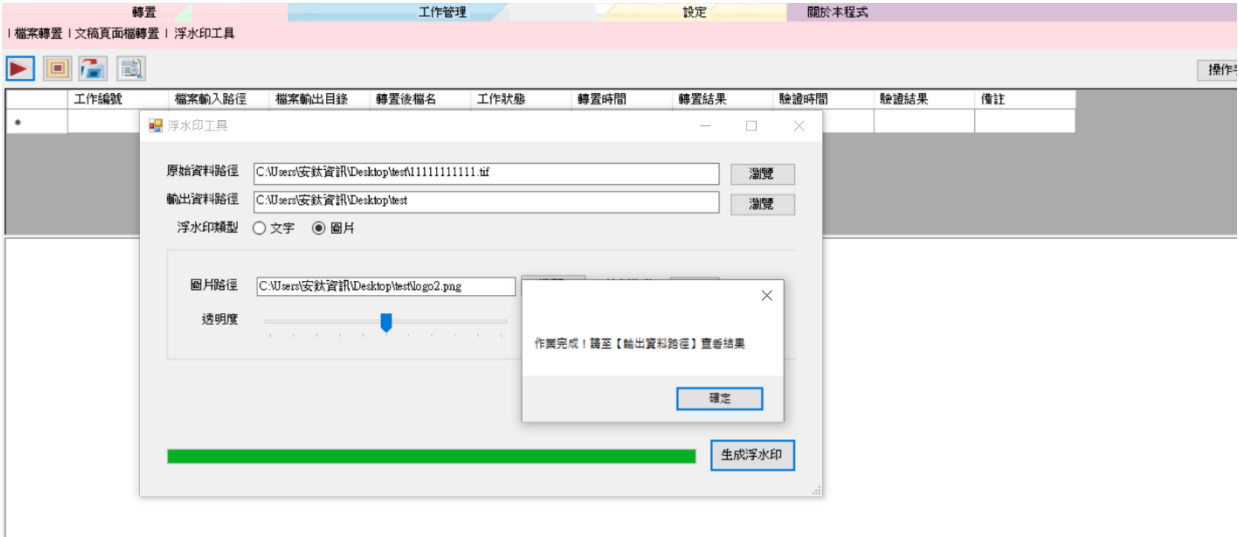 轉置 工作管理 設定 關於本程式
| 檔案轉置 | 文稿頁面檔轉置 | 浮水印工具
操作手
工作編號 檔案輸入路徑 檔案輸出目錄 轉置後檔名 工作狀態 轉置時間 轉置結果 驗證時間 驗證結果 備註
浮水印工具
原始資料路徑 C:\Users\安鈦資訊\Desktop\test\11111111111.tif 瀏覽
輸出資料路徑 C:\Users\安鈦資訊\Desktop\test 瀏覽
浮水印類型 文字 圖片
圖片路徑 C:\Users\安鈦資訊\Desktop\test\logo2.png
透明度
作業完成！請至【輸出資料路徑】查看結果
確定
生成浮水印